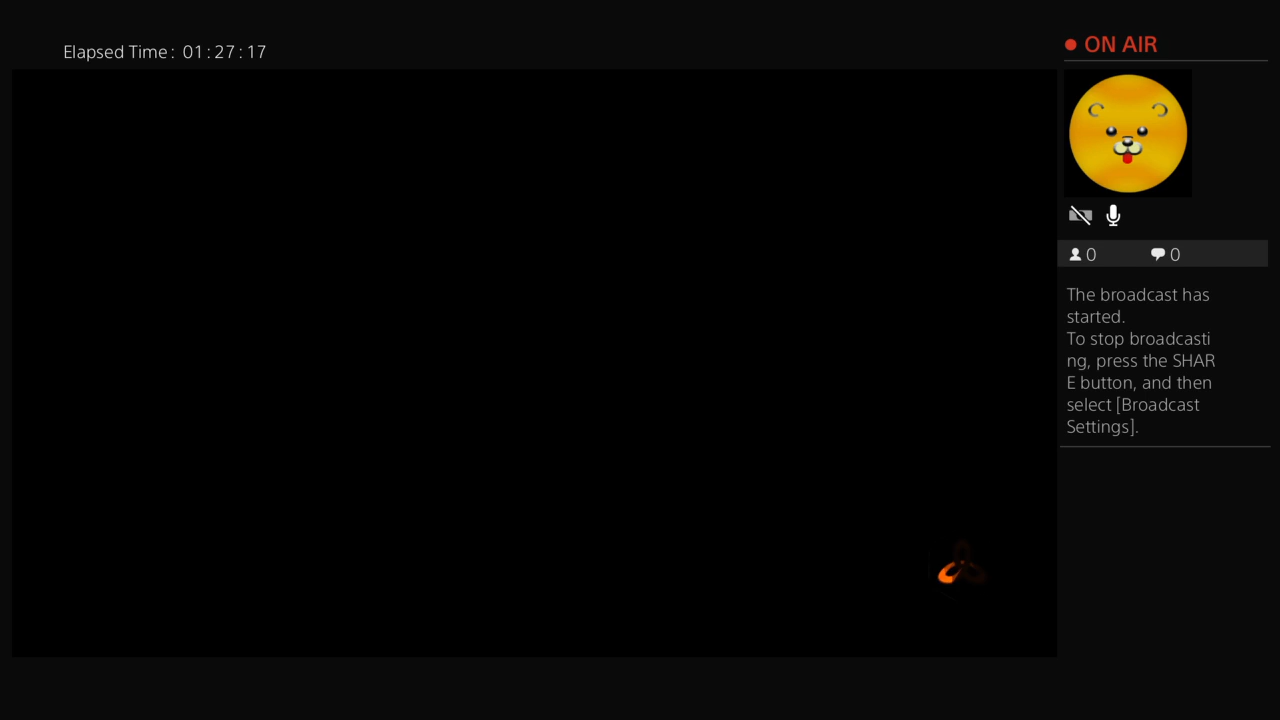 Elapsed Time: 01:27:17
ON AIR
0 0
The broadcast has
started.
To stop broadcasti
ng, press the SHAR
E button, and then
select [Broadcast
Settings].